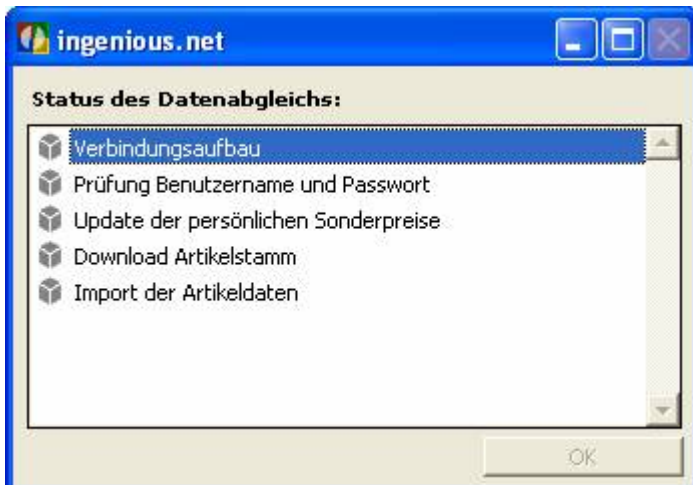 ingenious.net
Status des Datenabgleichs:
Verbindungsaufbau
Prüfung Benutzername und Passwort
Update der persönlichen Sonderpreise
Download Artikelstamm
Import der Artikeldaten
OK